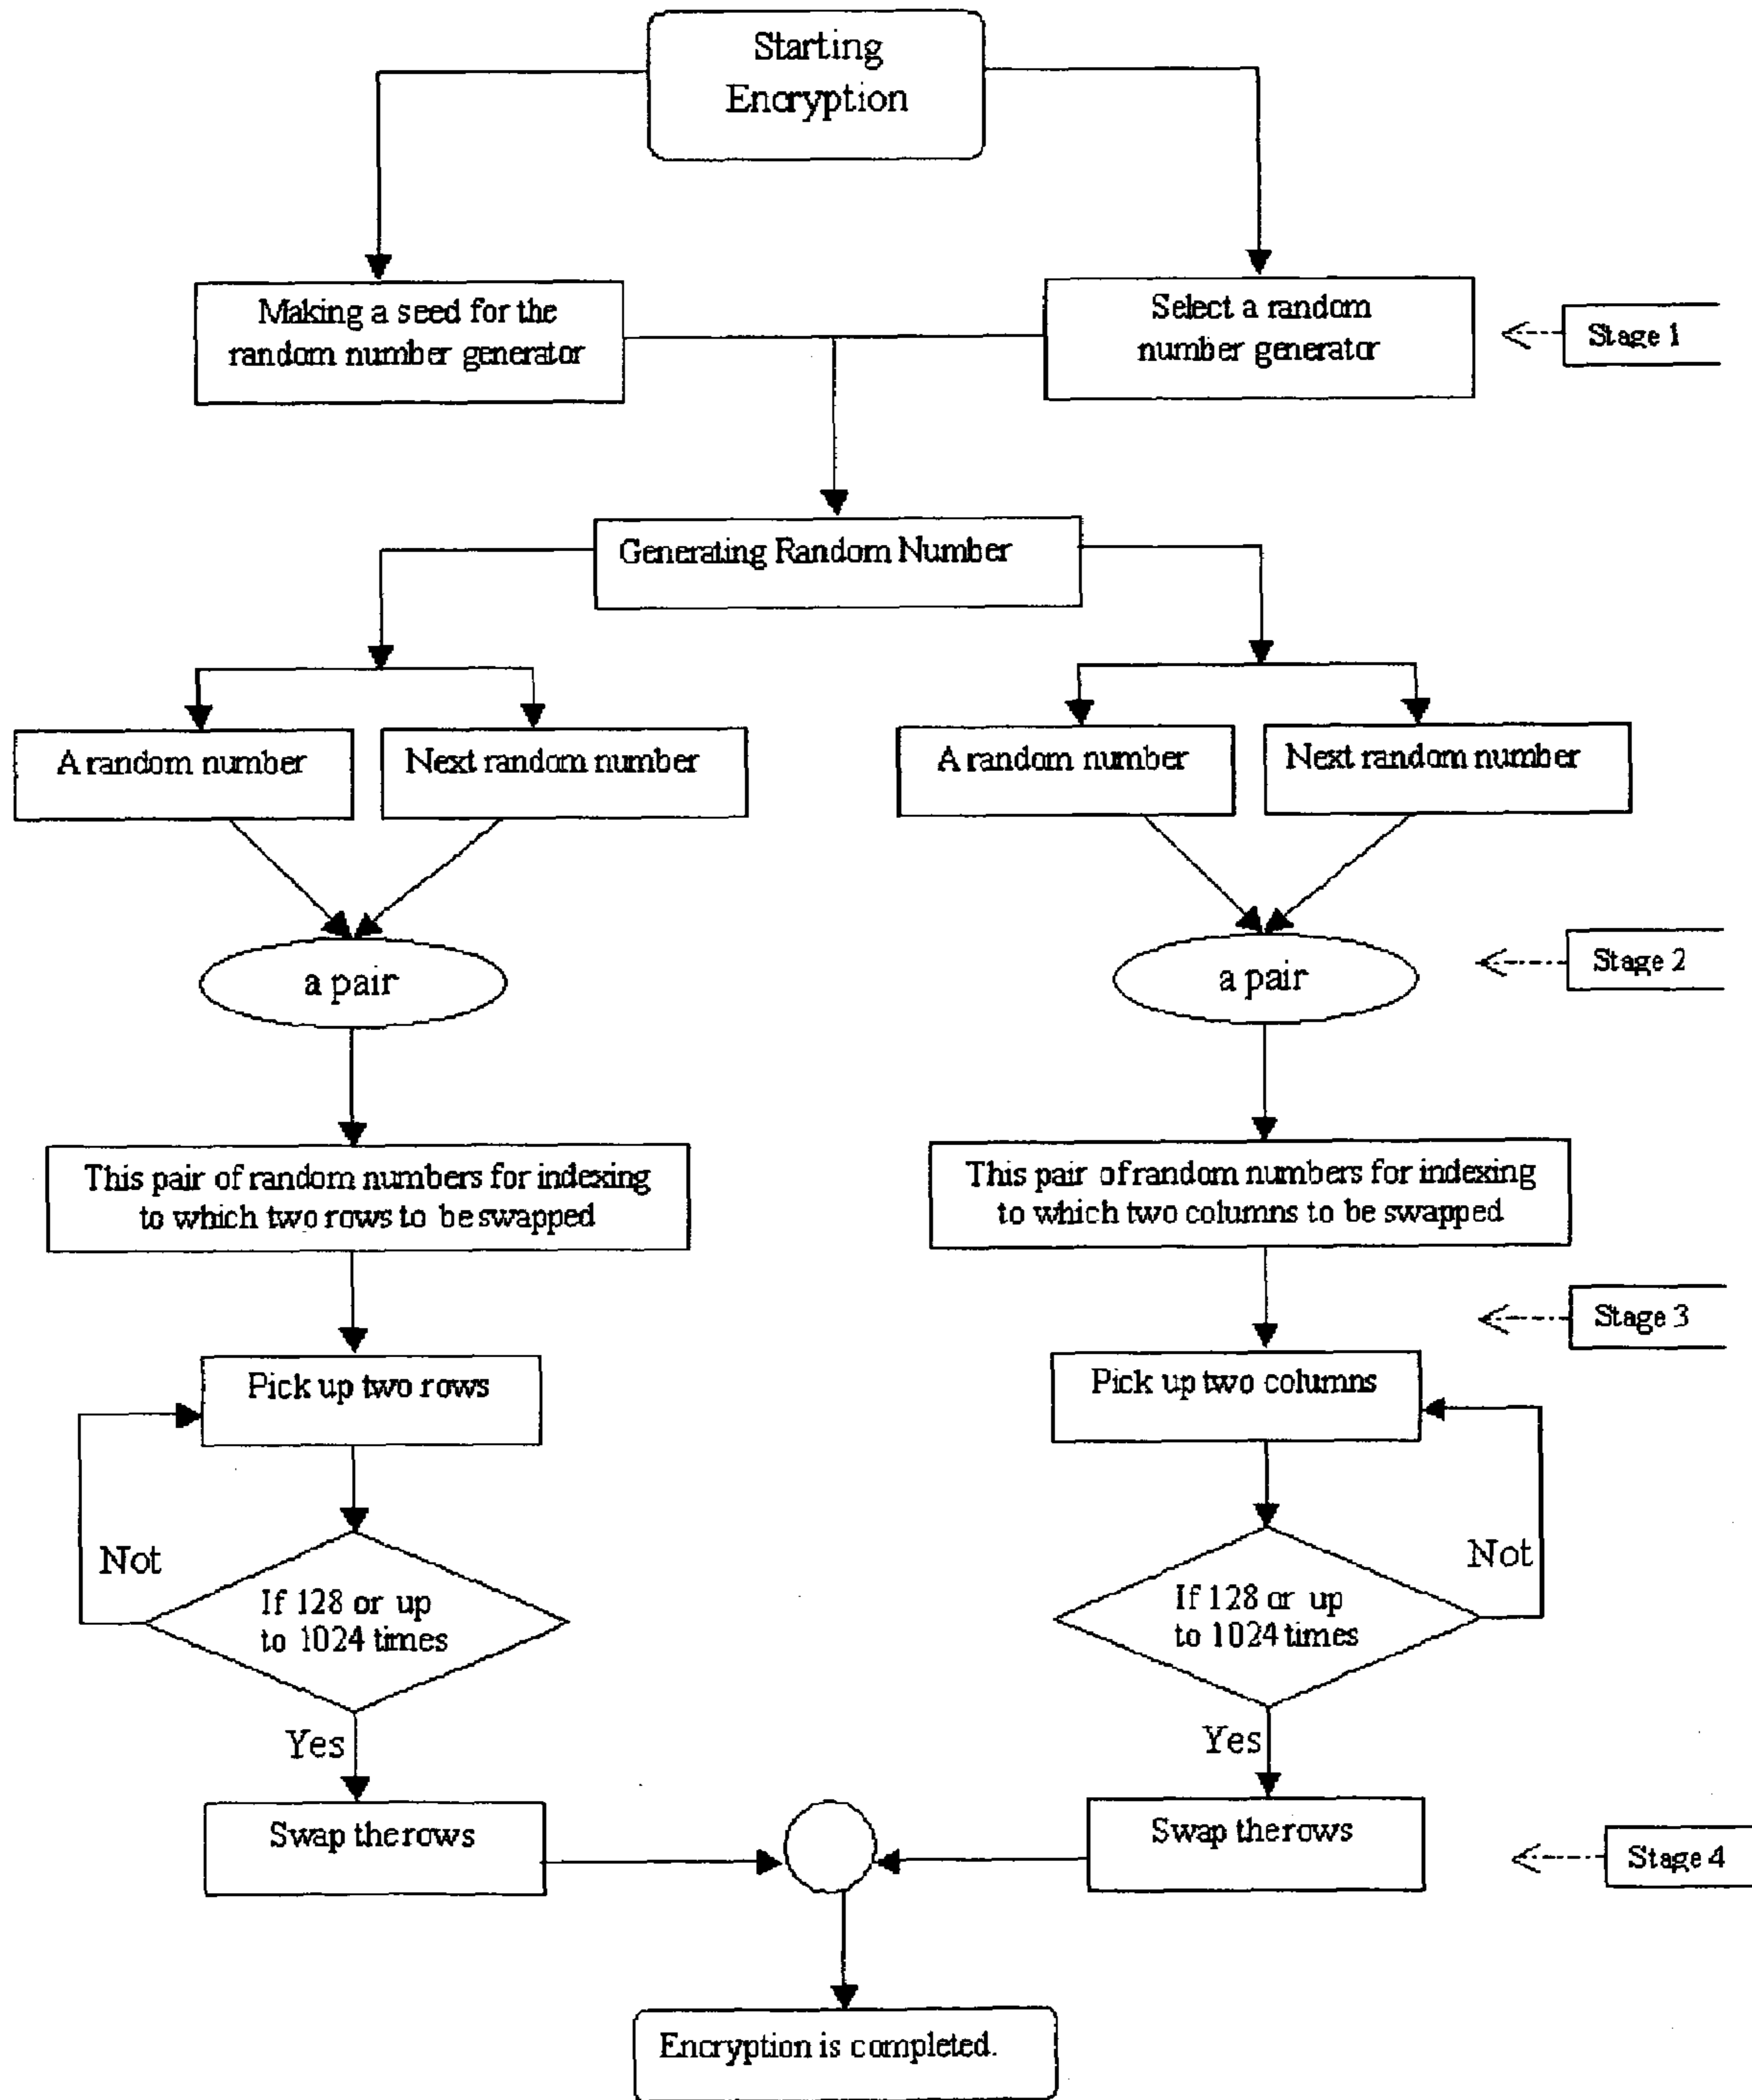 Starting
Encryption
Making a seed for the
random number generator
Select a random
number generator
Stage 1
Generating Random Number
A random number
Next random number
A random number
Next random number
a pair
a pair
Stage 2
This pair of random numbers for indexing
to which two rows to be swapped
This pair of random numbers for indexing
to which two columns to be swapped
Stage 3
Pick up two rows
Pick up two columns
Not
Not
If 128 or up
to 1024 times
If 128 or up
to 1024 times
Yes
Yes
Swap the rows
Swap the rows
Stage 4
Encryption is completed.